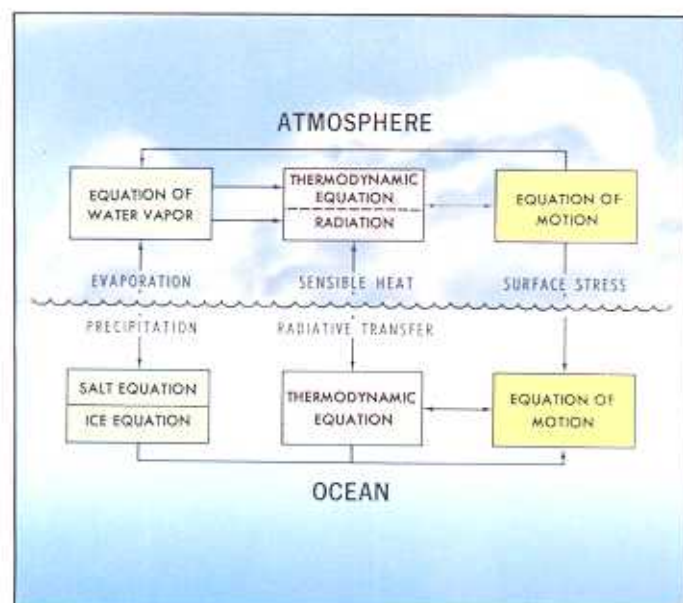 ATMOSPHERE
EQUATION OF
WATER VAPOR
THERMODYNAMIC
EQUATION
RADIATION
EQUATION OF
MOTION
EVAPORATION
SENSIBLE HEAT
SURFACE STRESS
PRECIPITATION
RADIATIVE TRANSFER
SALT EQUATION
ICE EQUATION
THERMODYNAMIC
EQUATION
EQUATION OF
MOTION
OCEAN